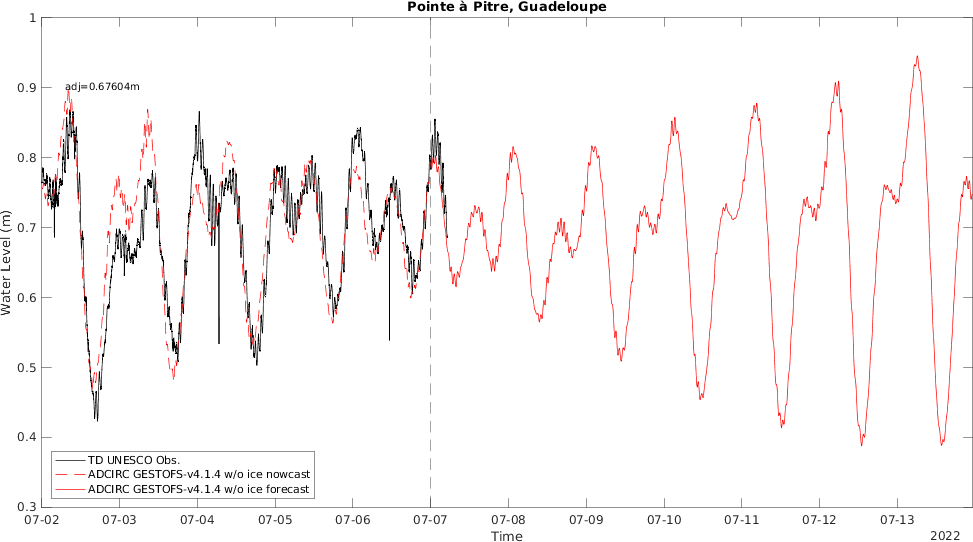 Pointe à Pitre, Guadeloupe
1
0.9
0.8
0.7
0.6
0.5
0.4
0.3
Water Level (m)
adj=0.67604m
TD UNESCO Obs.
ADCIRC GESTOFS-v4.1.4 w/o ice nowcast
ADCIRC GESTOFS-v4.1.4 w/o ice forecast
07-02 07-03 07-04 07-05 07-06 07-07 07-08 07-09 07-10 07-11 07-12 07-13
Time
2022